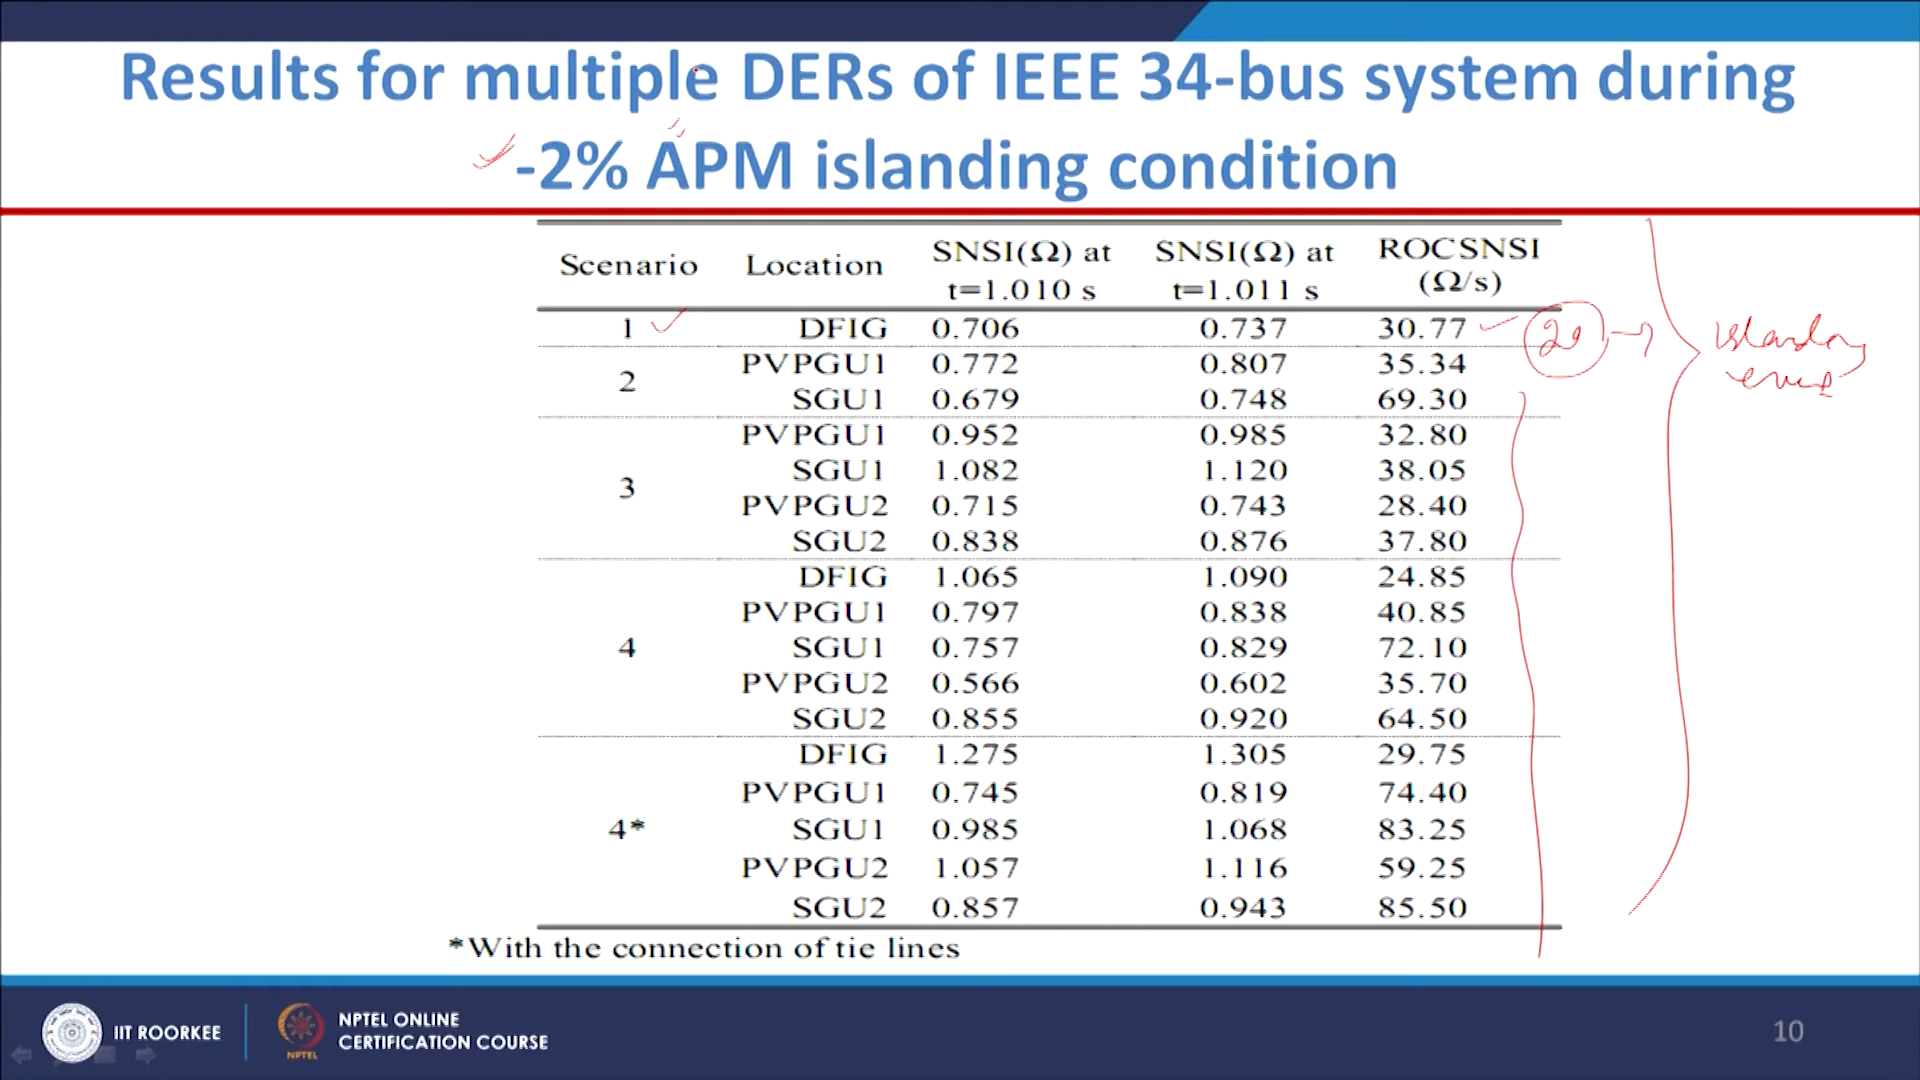 Results for multiple DERs of IEEE 34-bus system during
-2% APM islanding condition
Scenario Location SNSI(Ω) at t=1.010 s SNSI(Ω) at t=1.011 s ROCSNSI (Ω/s)
1 DFIG 0.706 0.737 30.77
2 PVPGU1 0.772 0.807 35.34
SGU1 0.679 0.748 69.30
3 PVPGU1 0.952 0.985 32.80
SGU1 1.082 1.120 38.05
PVPGU2 0.715 0.743 28.40
SGU2 0.838 0.876 37.80
4 DFIG 1.065 1.090 24.85
PVPGU1 0.797 0.838 40.85
SGU1 0.757 0.829 72.10
PVPGU2 0.566 0.602 35.70
SGU2 0.855 0.920 64.50
4* DFIG 1.275 1.305 29.75
PVPGU1 0.745 0.819 74.40
SGU1 0.985 1.068 83.25
PVPGU2 1.057 1.116 59.25
SGU2 0.857 0.943 85.50
*With the connection of tie lines
islanding
IIT ROORKEE
NPTEL
NPTEL ONLINE
CERTIFICATION COURSE
10